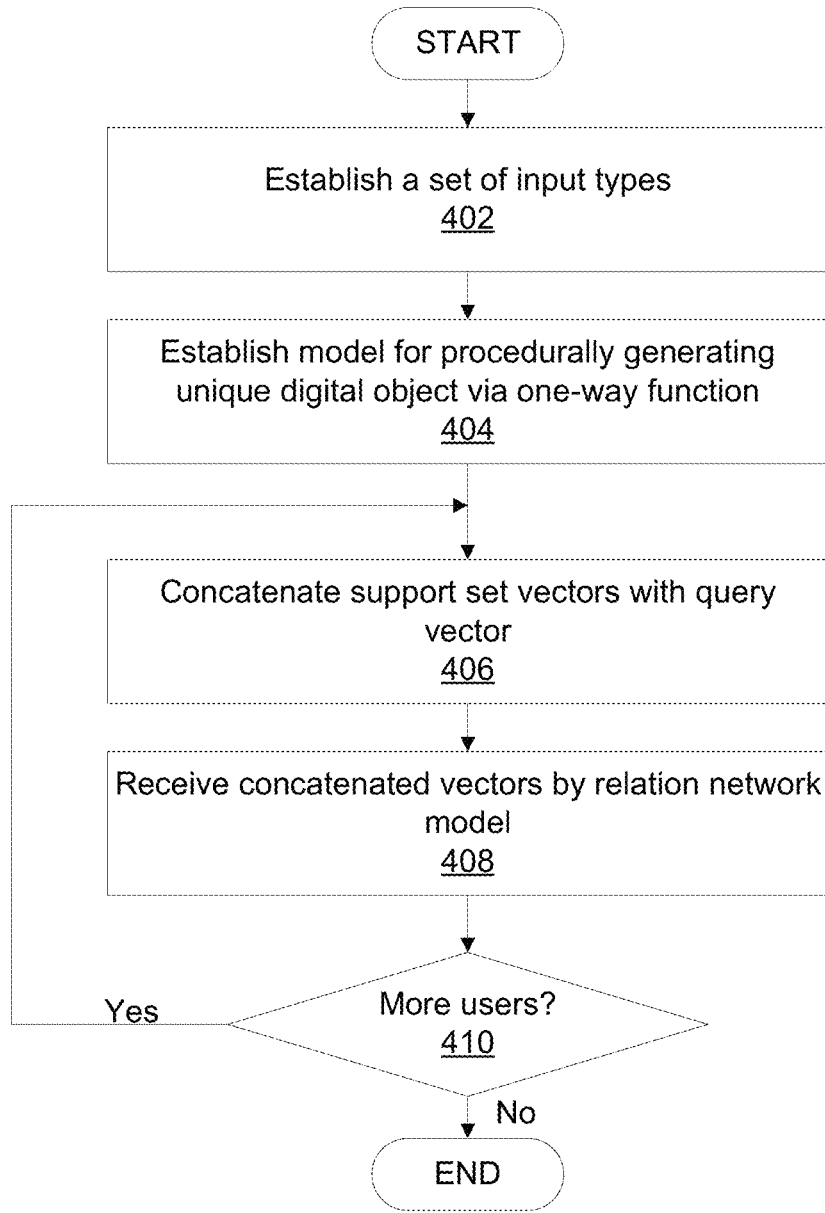 START
Establish a set of input types
402
Establish model for procedurally generating
unique digital object via one-way function
404
Concatenate support set vectors with query
vector
406
Receive concatenated vectors by relation network
model
408
More users?
410
Yes
No
END